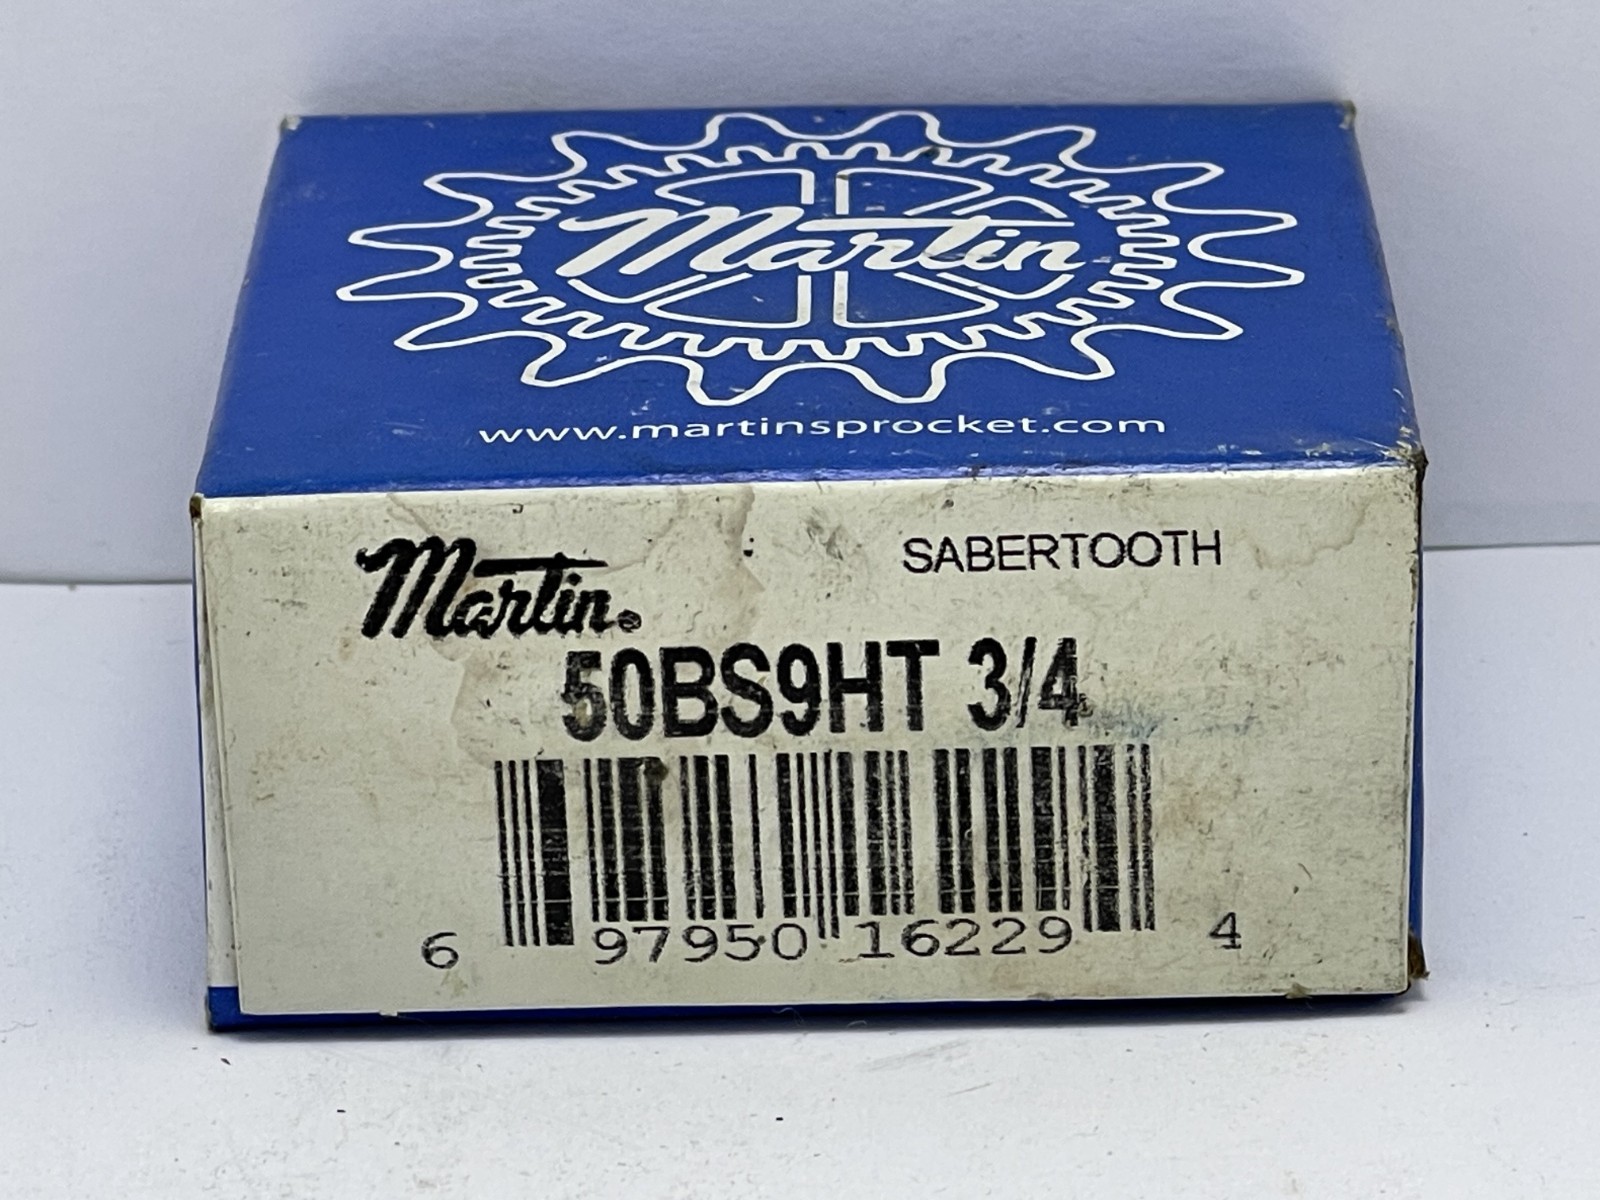 Martin
www.martinsprocket.com
Martin®
SABERTOOTH
50BS9HT 3/4
6 97950 16229 4